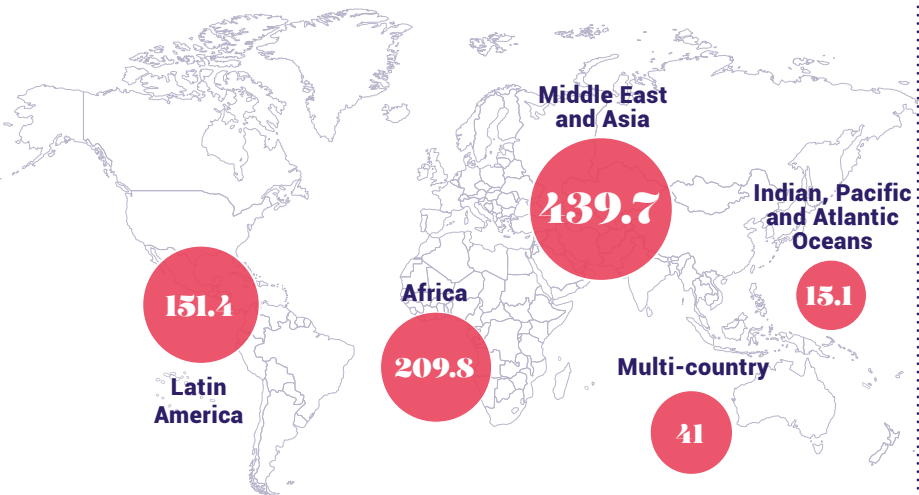 Middle East
and Asia
439.7
Indian, Pacific
and Atlantic
Oceans
15.1
151.4
Latin
America
Africa
209.8
Multi-country
41